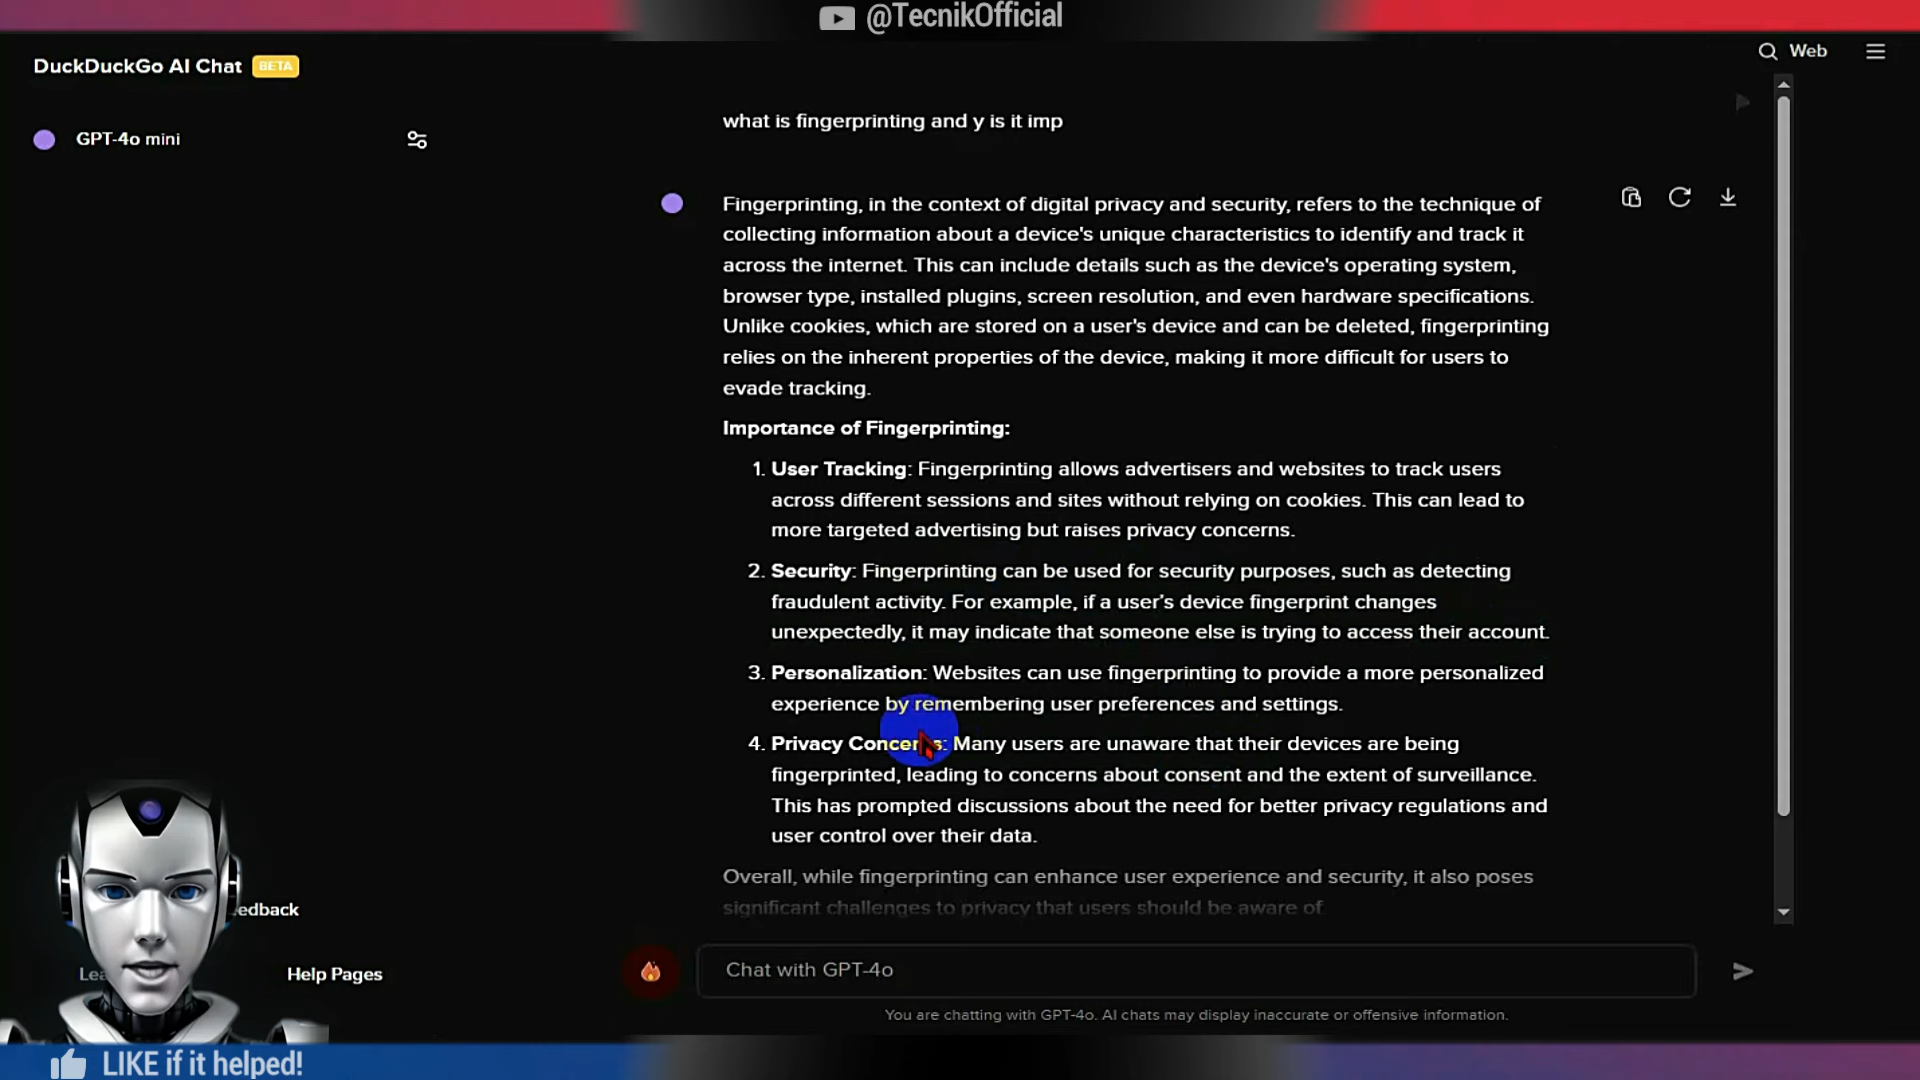 @TecnikOfficial
DuckDuckGo AI Chat BETA
Web
GPT-4o mini
what is fingerprinting and y is it imp
Fingerprinting, in the context of digital privacy and security, refers to the technique of
collecting information about a device's unique characteristics to identify and track it
across the internet. This can include details such as the device's operating system,
browser type, installed plugins, screen resolution, and even hardware specifications.
Unlike cookies, which are stored on a user's device and can be deleted, fingerprinting
relies on the inherent properties of the device, making it more difficult for users to
evade tracking.
Importance of Fingerprinting:
1. User Tracking: Fingerprinting allows advertisers and websites to track users
across different sessions and sites without relying on cookies. This can lead to
more targeted advertising but raises privacy concerns.
2. Security: Fingerprinting can be used for security purposes, such as detecting
fraudulent activity. For example, if a user’s device fingerprint changes
unexpectedly, it may indicate that someone else is trying to access their account.
3. Personalization: Websites can use fingerprinting to provide a more personalized
experience by remembering user preferences and settings.
4. Privacy Concerns: Many users are unaware that their devices are being
fingerprinted, leading to concerns about consent and the extent of surveillance.
This has prompted discussions about the need for better privacy regulations and
user control over their data.
Overall, while fingerprinting can enhance user experience and security, it also poses
significant challenges to privacy that users should be aware of.
edback
Lea
Help Pages
Chat with GPT-4o
You are chatting with GPT-4o. AI chats may display inaccurate or offensive information.
LIKE if it helped!